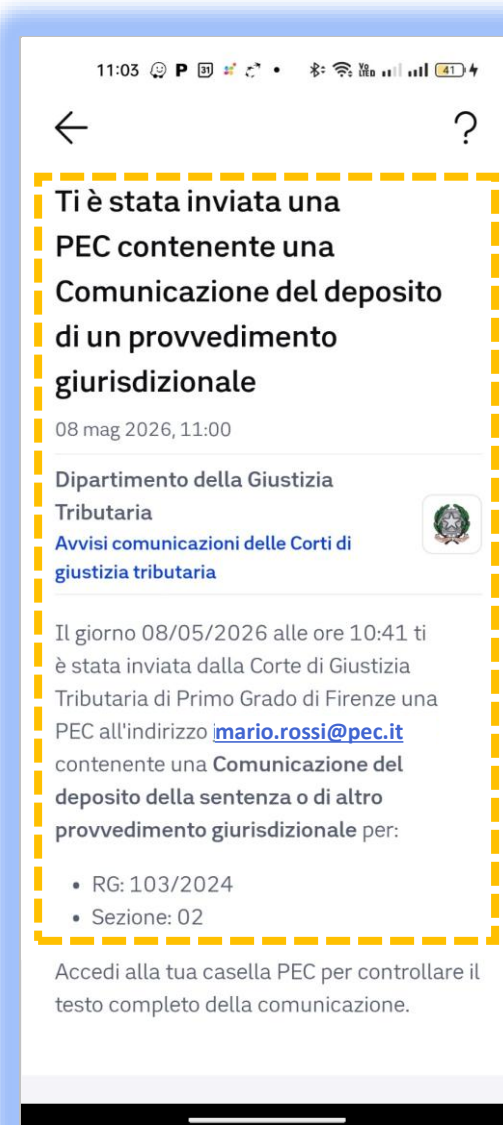 11:03 P 31 41
?
Ti è stata inviata una
PEC contenente una
Comunicazione del deposito
di un provvedimento
giurisdizionale
08 mag 2026, 11:00
Dipartimento della Giustizia
Tributaria
Avvisi comunicazioni delle Corti di
giustizia tributaria
Il giorno 08/05/2026 alle ore 10:41 ti
è stata inviata dalla Corte di Giustizia
Tributaria di Primo Grado di Firenze una
PEC all'indirizzo mario.rossi@pec.it
contenente una Comunicazione del
deposito della sentenza o di altro
provvedimento giurisdizionale per:
• RG: 103/2024
• Sezione: 02
Accedi alla tua casella PEC per controllare il
testo completo della comunicazione.